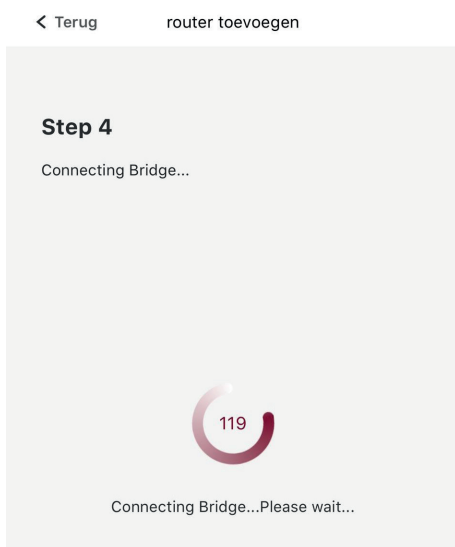 Terug router toevoegen
Step 4
Connecting Bridge...
119
Connecting Bridge...Please wait...